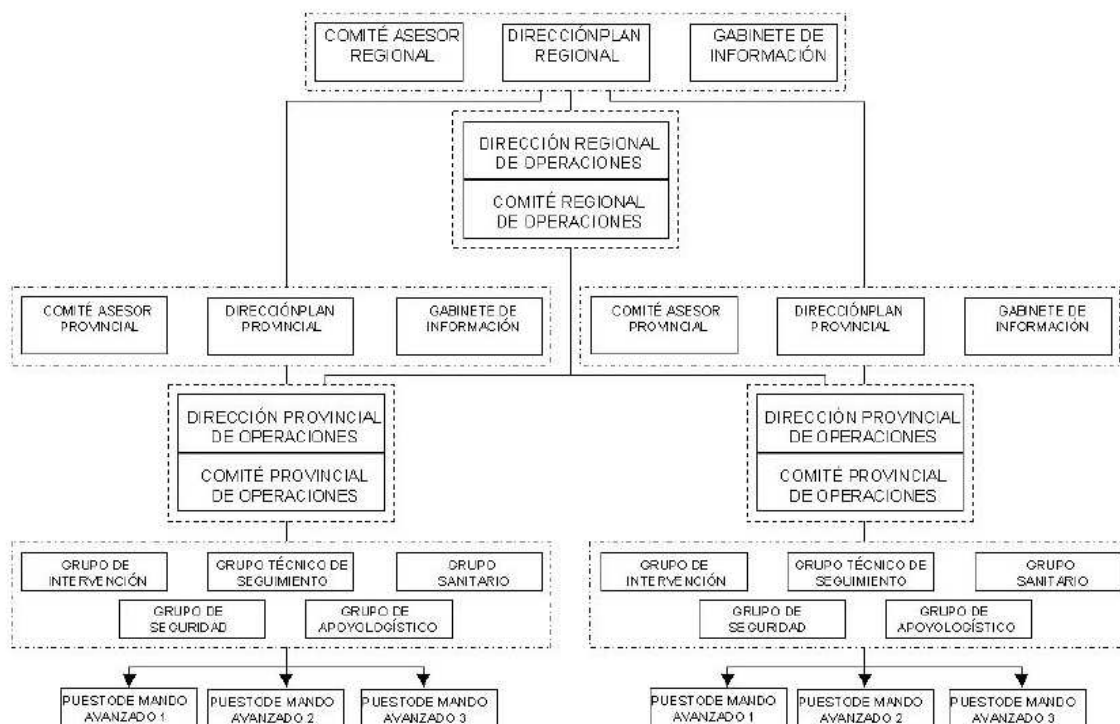 COMITÉ ASESOR
REGIONAL
DIRECCIÓNPLAN
REGIONAL
GABINETE DE
INFORMACIÓN
DIRECCIÓN REGIONAL
DE OPERACIONES
COMITÉ REGIONAL
DE OPERACIONES
COMITÉ ASESOR
PROVINCIAL
DIRECCIÓNPLAN
PROVINCIAL
GABINETE DE
INFORMACIÓN
COMITÉ ASESOR
PROVINCIAL
DIRECCIÓNPLAN
PROVINCIAL
GABINETE DE
INFORMACIÓN
DIRECCIÓN PROVINCIAL
DE OPERACIONES
COMITÉ PROVINCIAL
DE OPERACIONES
DIRECCIÓN PROVINCIAL
DE OPERACIONES
COMITÉ PROVINCIAL
DE OPERACIONES
GRUPO DE
INTERVENCIÓN
GRUPO TÉCNICO DE
SEGUIMIENTO
GRUPO
SANITARIO
GRUPO DE
SEGURIDAD
GRUPO DE
APOYOLOGÍSTICO
GRUPO DE
INTERVENCIÓN
GRUPO TÉCNICO DE
SEGUIMIENTO
GRUPO
SANITARIO
GRUPO DE
SEGURIDAD
GRUPO DE
APOYOLOGÍSTICO
PUESTODE MANDO
AVANZADO 1
PUESTODE MANDO
AVANZADO 2
PUESTODE MANDO
AVANZADO 3
PUESTODE MANDO
AVANZADO 1
PUESTODE MANDO
AVANZADO 2
PUESTODE MANDO
AVANZADO 3